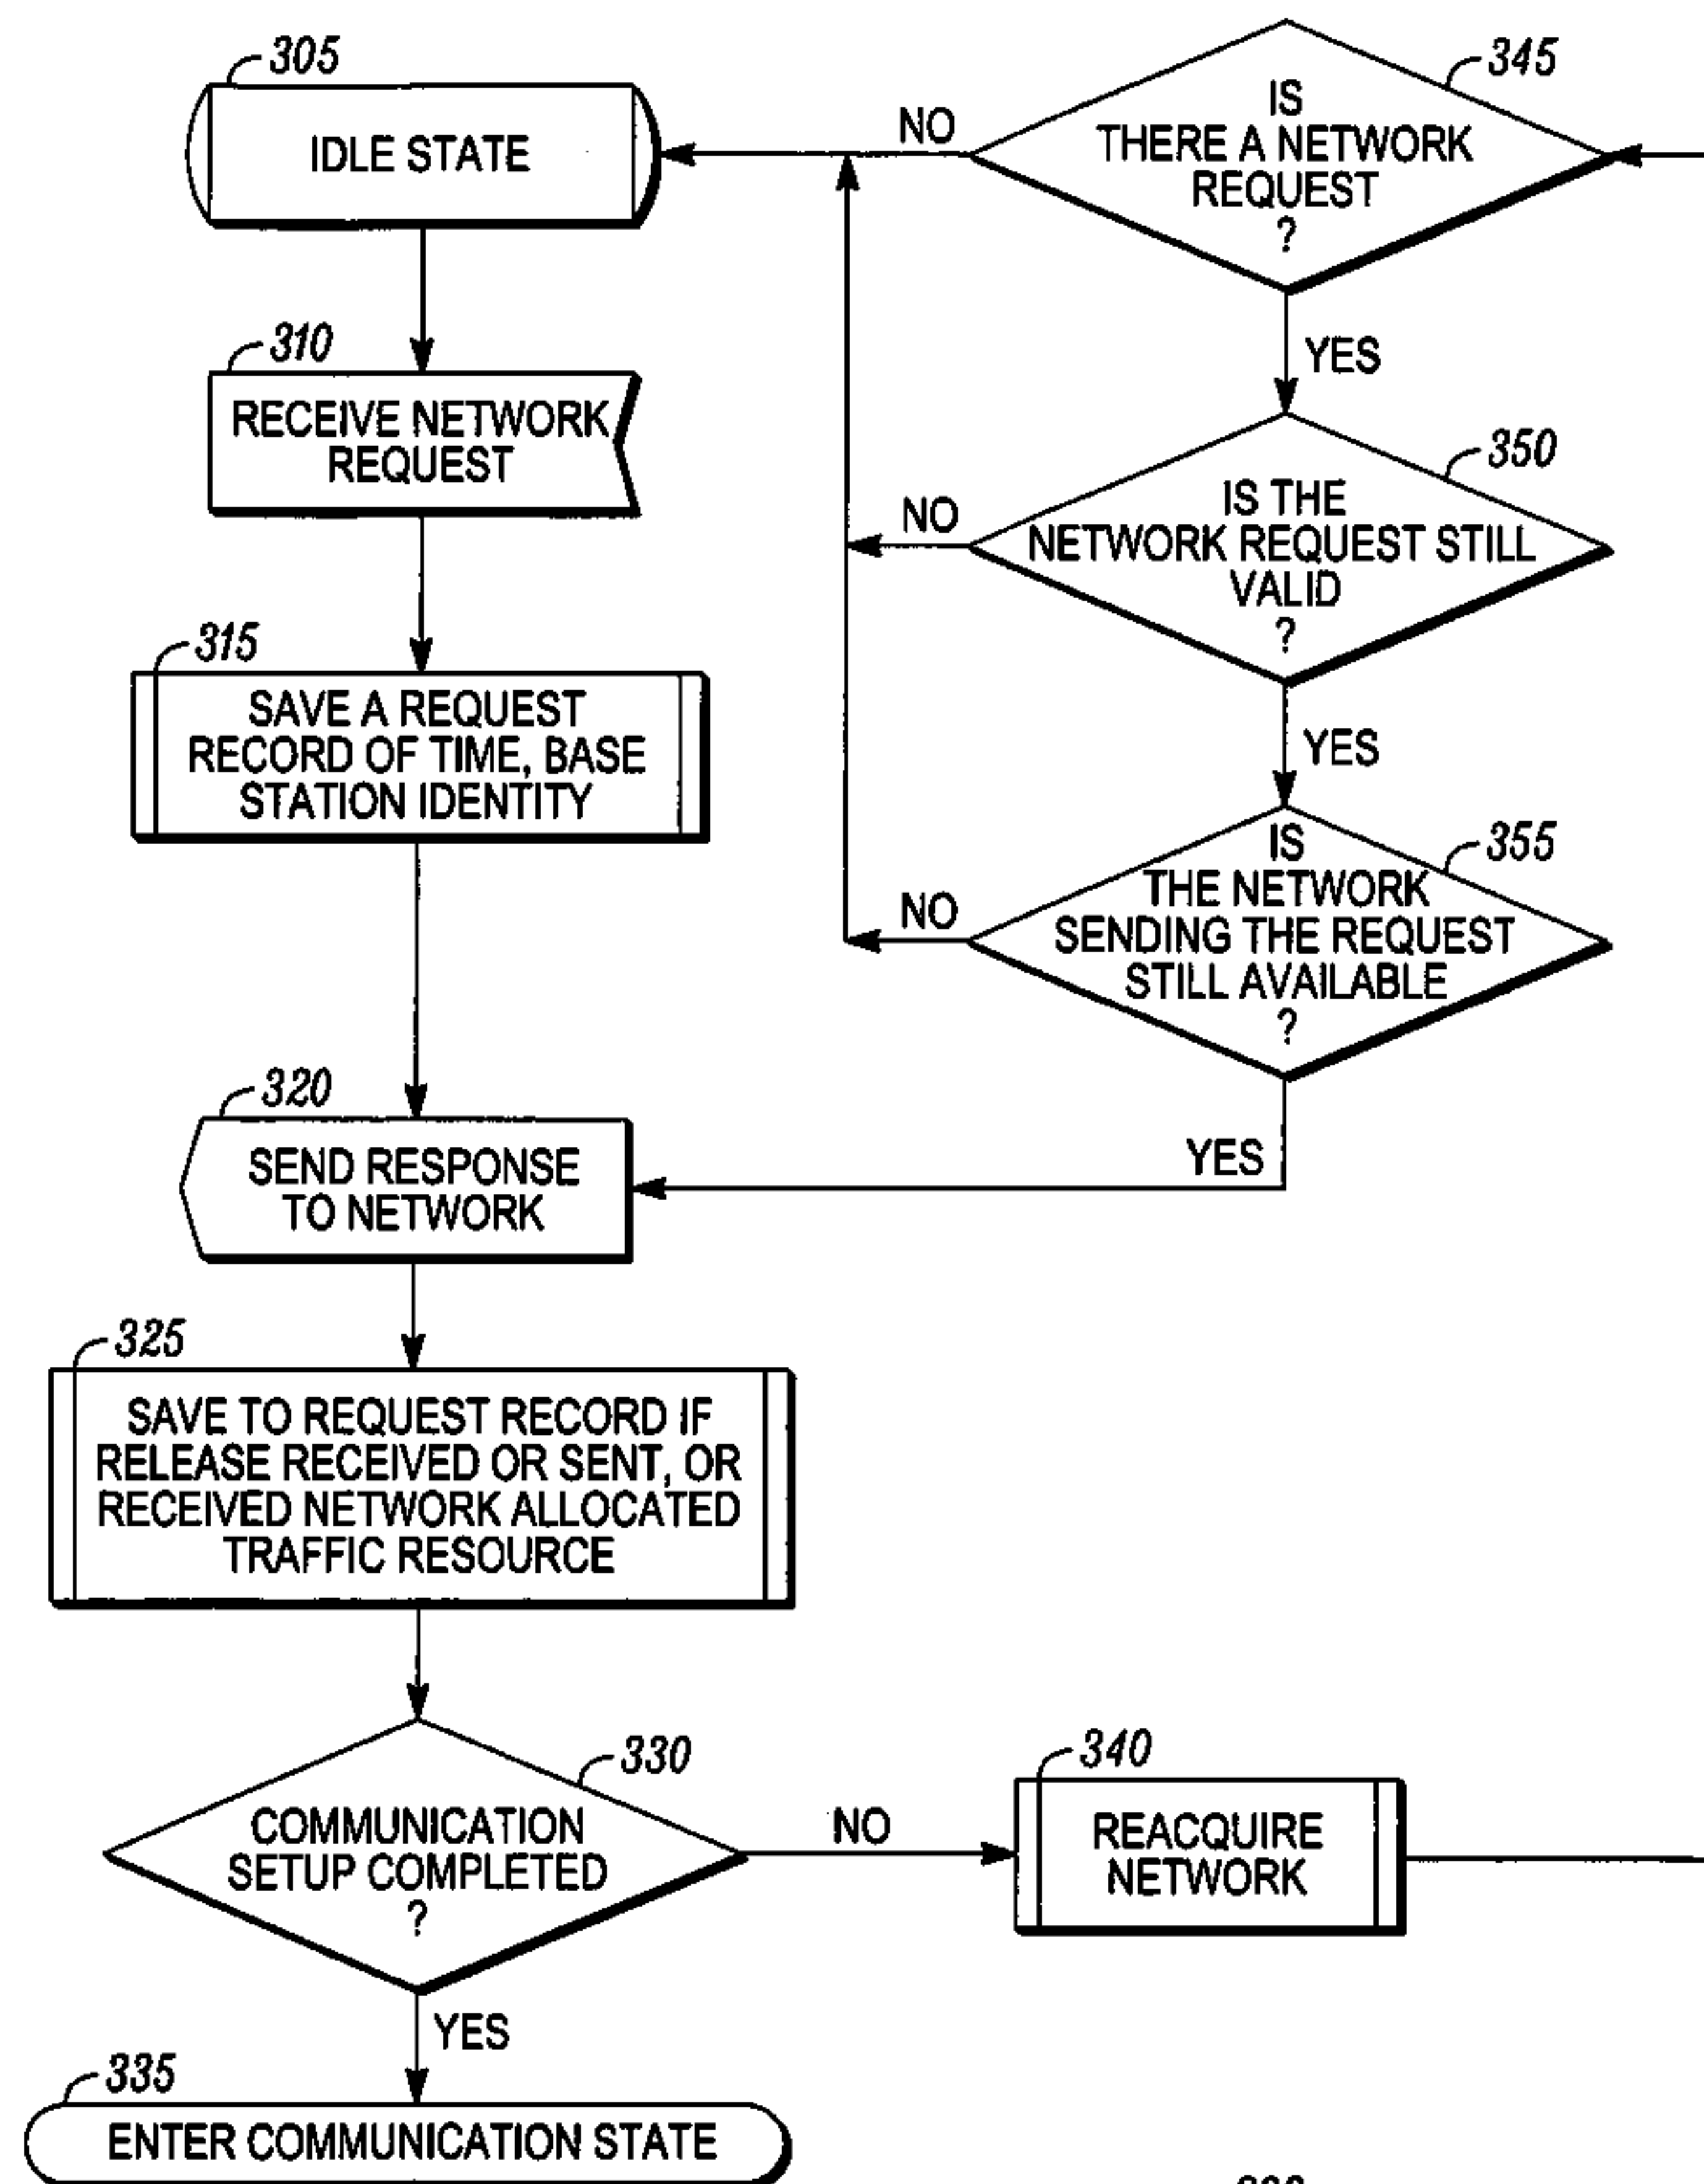 305
IDLE STATE
310
RECEIVE NETWORK
REQUEST
315
SAVE A REQUEST
RECORD OF TIME, BASE
STATION IDENTITY
320
SEND RESPONSE
TO NETWORK
325
SAVE TO REQUEST RECORD IF
RELEASE RECEIVED OR SENT, OR
RECEIVED NETWORK ALLOCATED
TRAFFIC RESOURCE
330
COMMUNICATION
SETUP COMPLETED
?
YES
335
ENTER COMMUNICATION STATE
NO
340
REACQUIRE
NETWORK
345
IS
THERE A NETWORK
REQUEST
?
NO
YES
350
IS THE
NETWORK REQUEST STILL
VALID
?
NO
YES
355
IS
THE NETWORK
SENDING THE REQUEST
STILL AVAILABLE
?
NO
YES